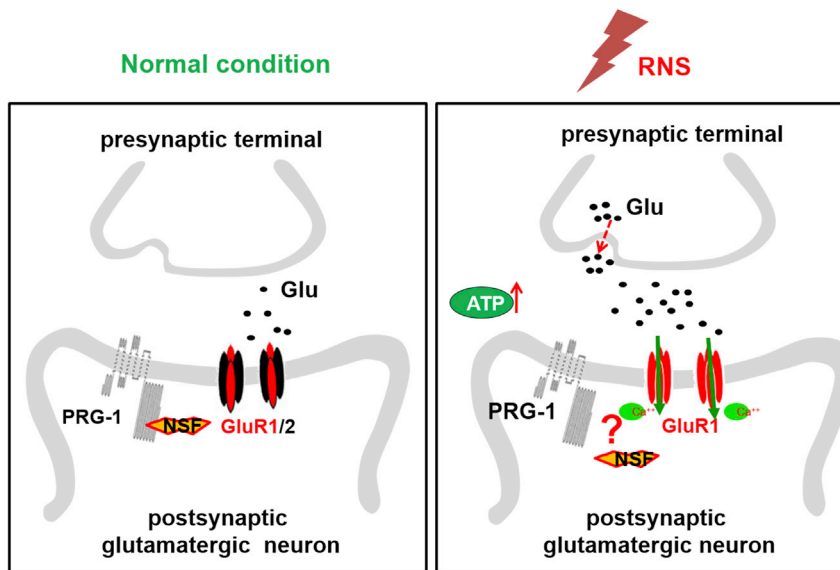 Normal condition
RNS
presynaptic terminal
Glu
PRG-1
NSF
GluR1/2
postsynaptic
glutamatergic neuron
presynaptic terminal
Glu
ATP
PRG-1
Ca++
Ca++
GluR1
?
NSF
postsynaptic
glutamatergic neuron